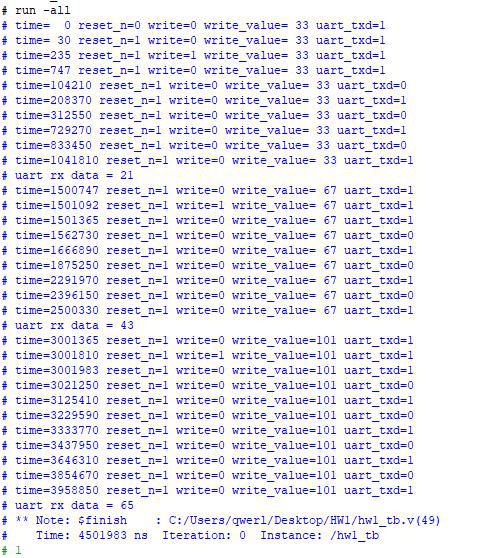 # run -all
# time=  0 reset_n=0 write=0 write_value= 33 uart_txd=1
# time= 30 reset_n=1 write=0 write_value= 33 uart_txd=1
# time=235 reset_n=1 write=1 write_value= 33 uart_txd=1
# time=747 reset_n=1 write=0 write_value= 33 uart_txd=1
# time=104210 reset_n=1 write=0 write_value= 33 uart_txd=0
# time=208370 reset_n=1 write=0 write_value= 33 uart_txd=1
# time=312550 reset_n=1 write=0 write_value= 33 uart_txd=0
# time=729270 reset_n=1 write=0 write_value= 33 uart_txd=1
# time=833450 reset_n=1 write=0 write_value= 33 uart_txd=0
# time=1041810 reset_n=1 write=0 write_value= 33 uart_txd=1
# uart rx data = 21
# time=1500747 reset_n=1 write=0 write_value= 67 uart_txd=1
# time=1501092 reset_n=1 write=1 write_value= 67 uart_txd=1
# time=1501365 reset_n=1 write=0 write_value= 67 uart_txd=1
# time=1562730 reset_n=1 write=0 write_value= 67 uart_txd=0
# time=1666890 reset_n=1 write=0 write_value= 67 uart_txd=1
# time=1875250 reset_n=1 write=0 write_value= 67 uart_txd=0
# time=2291970 reset_n=1 write=0 write_value= 67 uart_txd=1
# time=2396150 reset_n=1 write=0 write_value= 67 uart_txd=0
# time=2500330 reset_n=1 write=0 write_value= 67 uart_txd=1
# uart rx data = 43
# time=3001365 reset_n=1 write=0 write_value=101 uart_txd=1
# time=3001810 reset_n=1 write=1 write_value=101 uart_txd=1
# time=3001983 reset_n=1 write=0 write_value=101 uart_txd=1
# time=3021250 reset_n=1 write=0 write_value=101 uart_txd=0
# time=3125410 reset_n=1 write=0 write_value=101 uart_txd=1
# time=3229590 reset_n=1 write=0 write_value=101 uart_txd=0
# time=3333770 reset_n=1 write=0 write_value=101 uart_txd=1
# time=3437950 reset_n=1 write=0 write_value=101 uart_txd=0
# time=3646310 reset_n=1 write=0 write_value=101 uart_txd=1
# time=3854670 reset_n=1 write=0 write_value=101 uart_txd=0
# time=3958850 reset_n=1 write=0 write_value=101 uart_txd=1
# uart rx data = 65
# ** Note: $finish    : C:/Users/qwerl/Desktop/HW1/hw1_tb.v(49)
#    Time: 4501983 ns  Iteration: 0  Instance: /hw1_tb
# 1